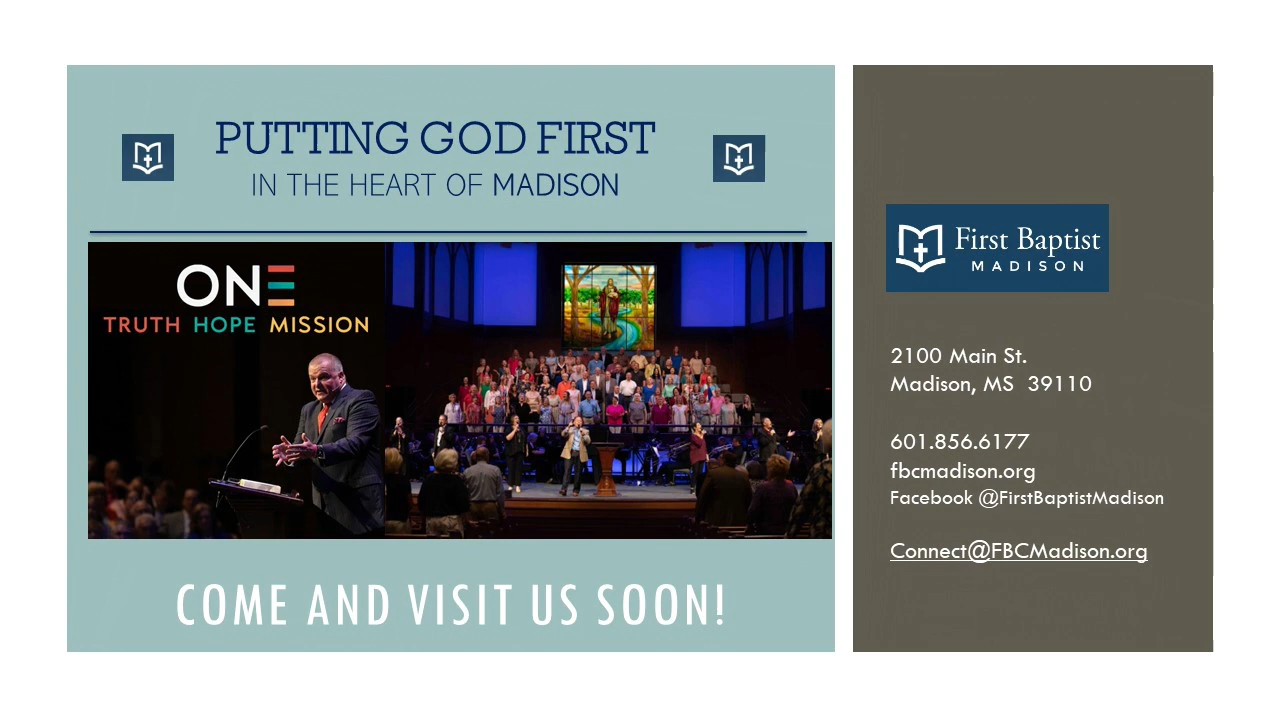 PUTTING GOD FIRST
IN THE HEART OF MADISON
ONE
TRUTH HOPE MISSION
COME AND VISIT US SOON!
First Baptist
MADISON
2100 Main St.
Madison, MS  39110
601.856.6177
fbcmadison.org
Facebook @FirstBaptistMadison
Connect@FBCMadison.org